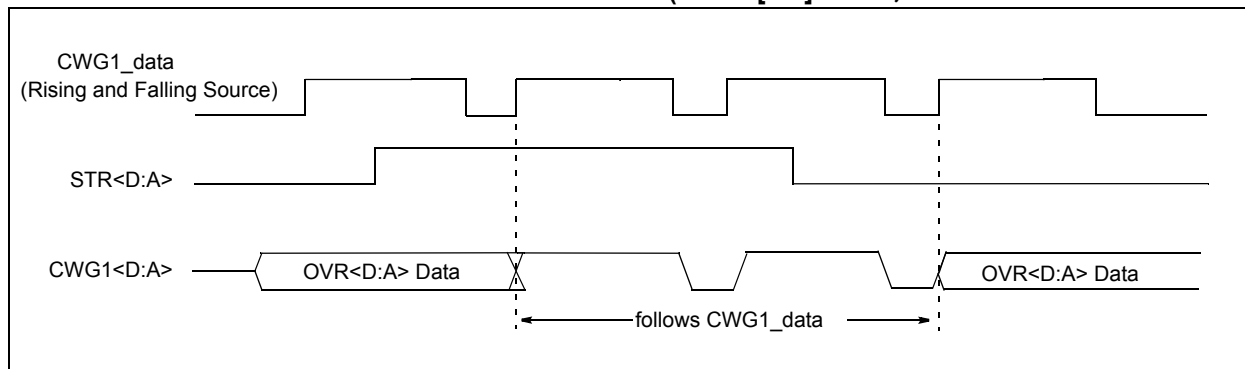 CWG1_data
(Rising and Falling Source)
STR<D:A>
CWG1<D:A>
OVR<D:A> Data
OVR<D:A> Data
follows CWG1_data